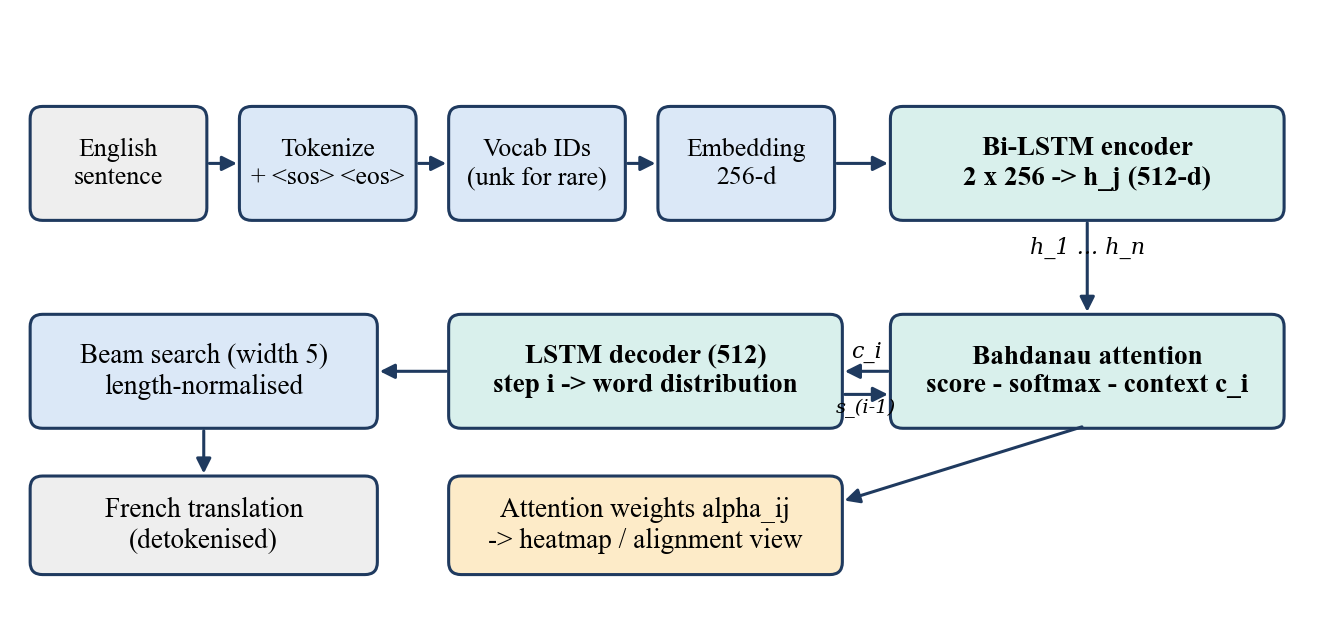 English
sentence
Tokenize
+ <sos> <eos>
Vocab IDs
(unk for rare)
Embedding
256-d
Bi-LSTM encoder
2 x 256 -> h_j (512-d)
h_1 ... h_n
Beam search (width 5)
length-normalised
LSTM decoder (512)
step i -> word distribution
c_i
s_(i-1)
Bahdanau attention
score - softmax - context c_i
French translation
(detokenised)
Attention weights alpha_ij
-> heatmap / alignment view